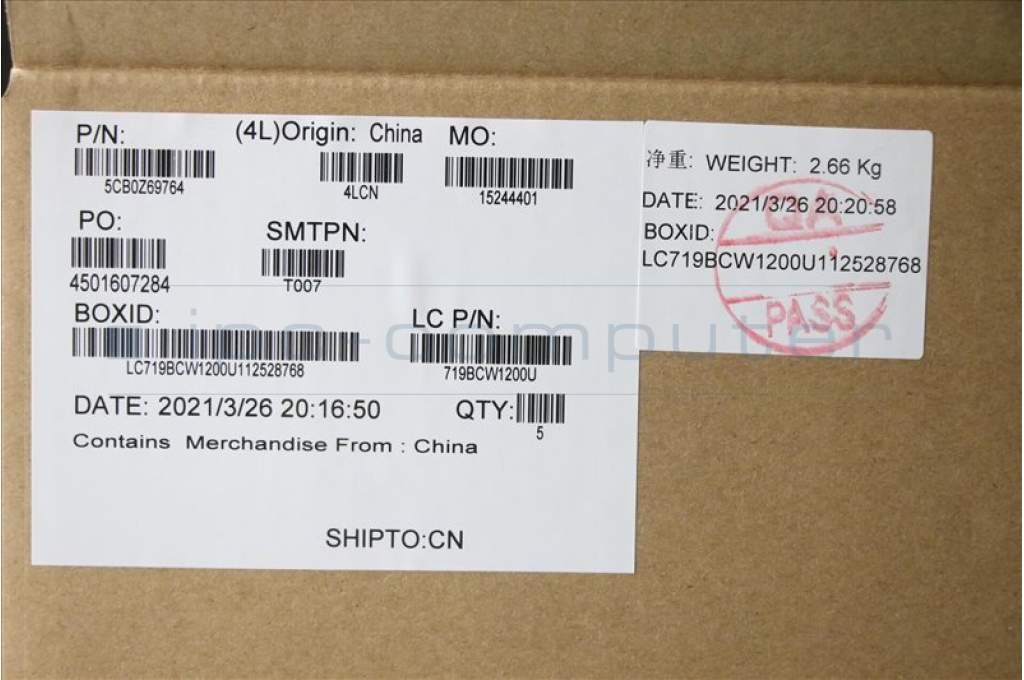 P/N: (4L)Origin: China MO:
5CB0Z69764 4LCN 15244401
PO: SMTPN:
4501607284 T007
BOXID: LC P/N:
LC719BCW1200U112528768 719BCW1200U
DATE: 2021/3/26 20:16:50 QTY:
5
Contains Merchandise From : China
SHIPTO:CN
净重: WEIGHT: 2.66 Kg
DATE: 2021/3/26 20:20:58
BOXID:
LC719BCW1200U112528768
QA
PASS
ipc-computer